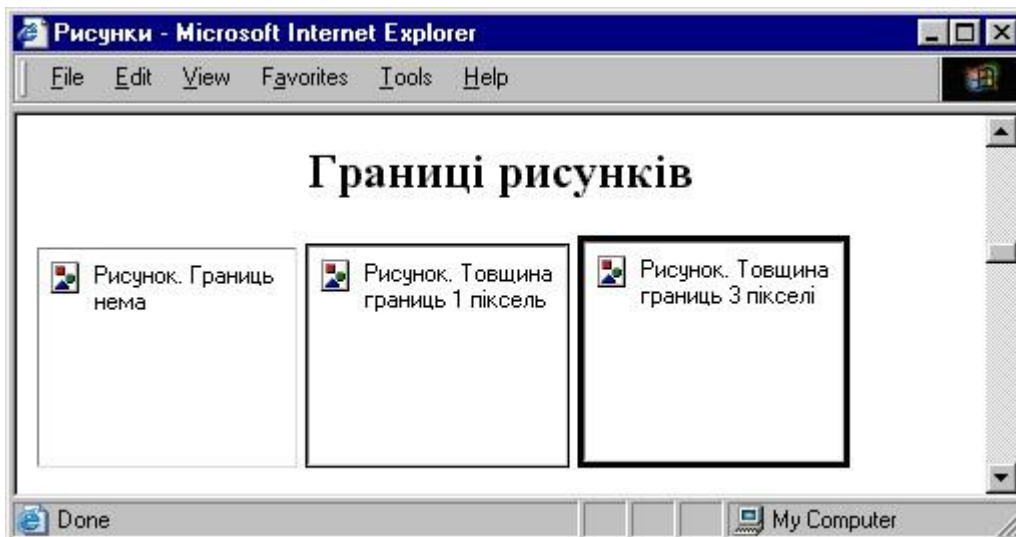 Рисунки - Microsoft Internet Explorer
File Edit View Favorites Tools Help
Границі рисунків
Рисунок. Границь
нема
Рисунок. Товщина
границь 1 піксель
Рисунок. Товщина
границь 3 пікселі
Done
My Computer